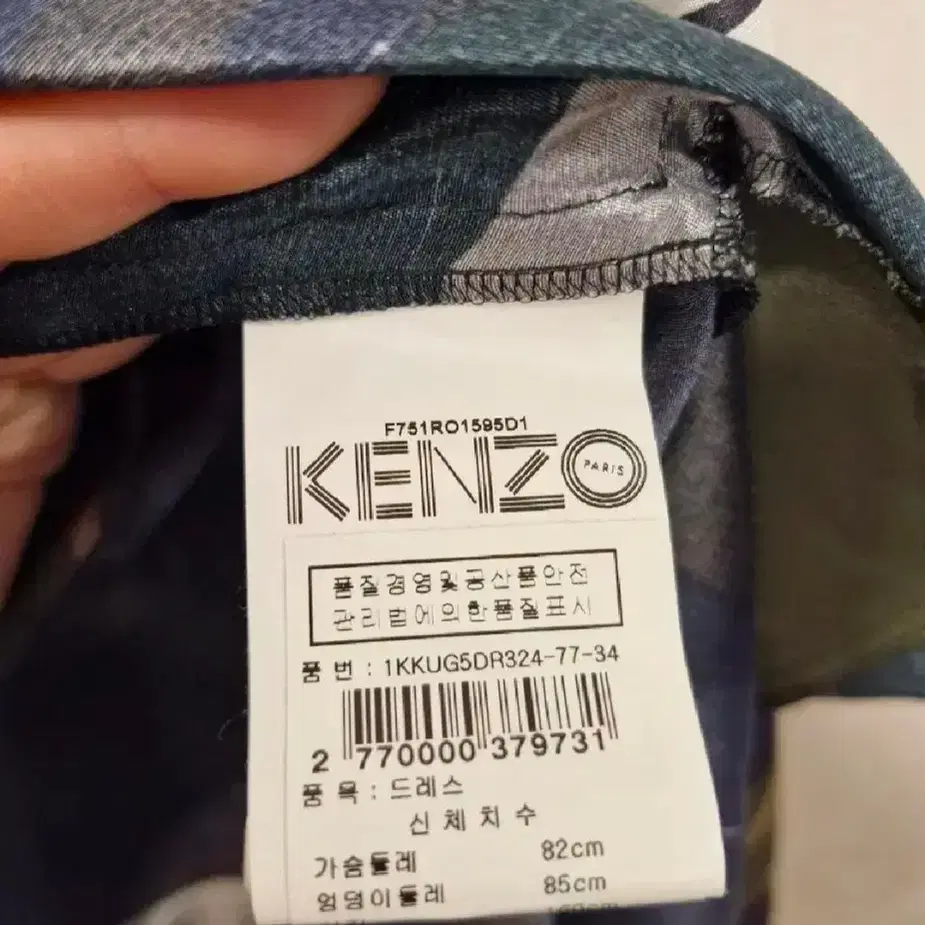 F751RO1595D1
KENZO PARIS
품질경영및공산품안전
관리법에의한품질표시
품 번 : 1KKUG5DR324-77-34
2 770000 379731
품 목 : 드레스
신 체 치 수
가슴둘레 82cm
엉덩이둘레 85cm